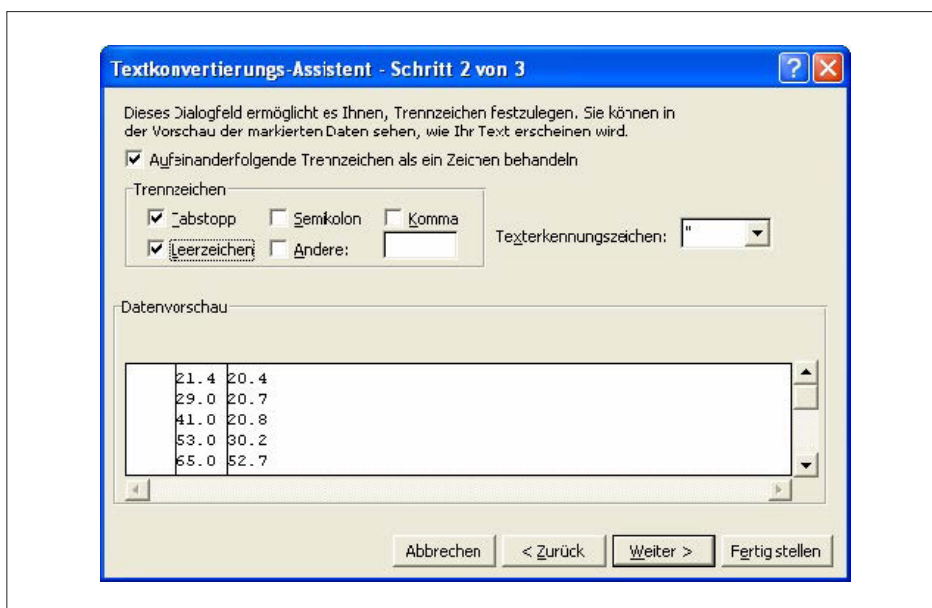 Textkonvertierungs-Assistent - Schritt 2 von 3
Dieses Dialogfeld ermöglicht es Ihnen, Trennzeichen festzulegen. Sie können in
der Vorschau der markierten Daten sehen, wie Ihr Text erscheinen wird.
Aufeinanderfolgende Trennzeichen als ein Zeichen behandeln
Trennzeichen
Tabstopp Semikolon Komma
Leerzeichen Andere:
Texterkennungszeichen: "
Datenvorschau
21.4 20.4
29.0 20.7
41.0 20.8
53.0 30.2
65.0 52.7
Abbrechen < Zurück Weiter > Fertig stellen